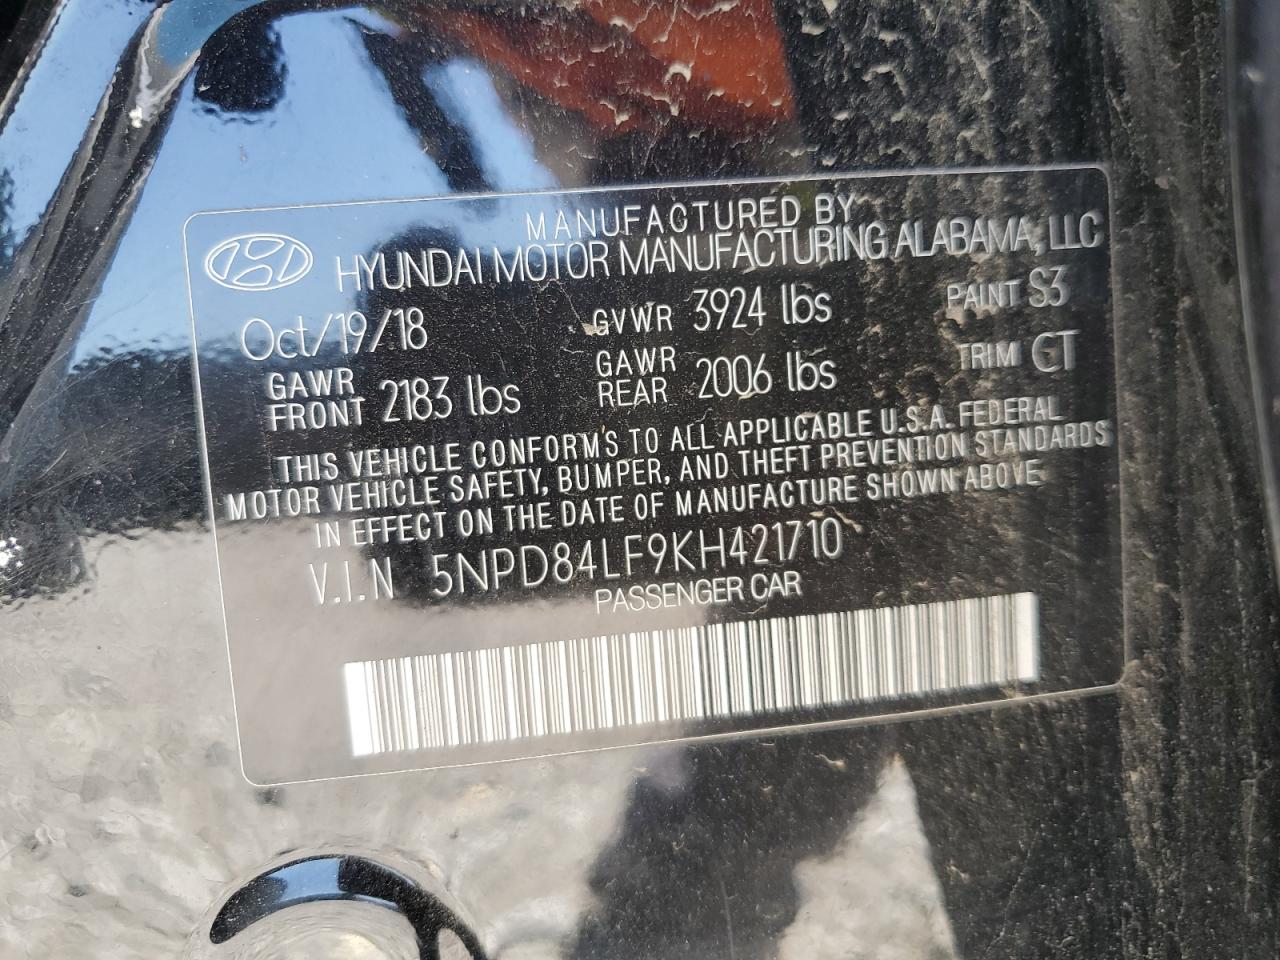 MANUFACTURED BY
HYUNDAI MOTOR MANUFACTURING ALABAMA, LLC
Oct/19/18 GVWR 3924 lbs PAINT S3
GAWR FRONT 2183 lbs GAWR REAR 2006 lbs TRIM CT
THIS VEHICLE CONFORMS TO ALL APPLICABLE U.S.A. FEDERAL
MOTOR VEHICLE SAFETY, BUMPER, AND THEFT PREVENTION STANDARDS
IN EFFECT ON THE DATE OF MANUFACTURE SHOWN ABOVE
V.I.N 5NPD84LF9KH421710
PASSENGER CAR